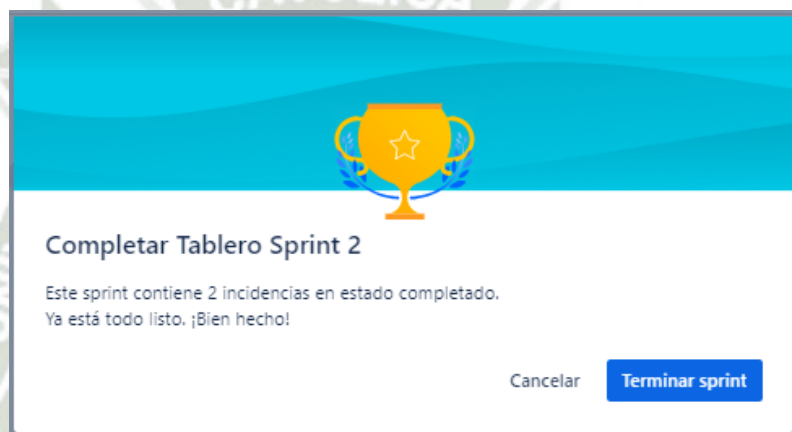 CATÓLICA
Completar Tablero Sprint 2
Este sprint contiene 2 incidencias en estado completado.
Ya está todo listo. ¡Bien hecho!
Cancelar
Terminar sprint